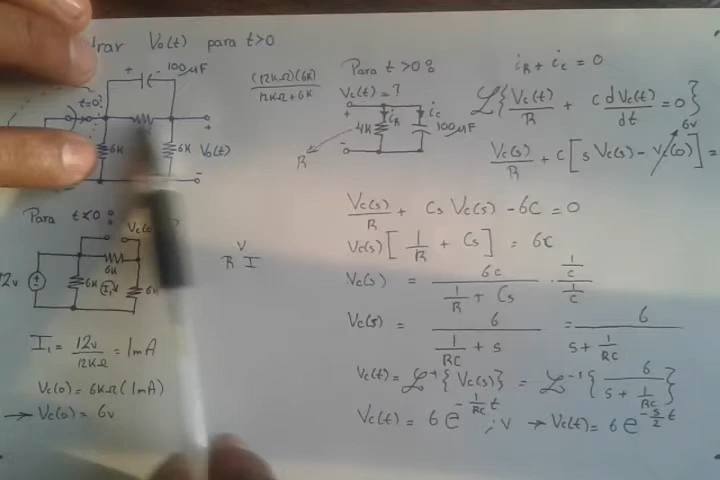 rar Vo(t) para t>0
+ - 100μF
t=0
6K
6K Vo(t)
+
-
Para t<0 :
Vc(
12v
6K
6K I₁
6
I₁ = 12v / 12KΩ = 1mA
Vc(0) = 6KΩ(1mA)
→ Vc(0) = 6v
(12KΩ)(6K) / 12KΩ + 6K
V
R I
Para t>0 :
Vc(t) = ?
+ iR ic
4K 100μF
R -
iR + ic = 0
ℒ{Vc(t)/R + C dVc(t)/dt = 0}
6v
Vc(s)/R + C[s Vc(s) - Vc(0)] =
Vc(s)/R + Cs Vc(s) - 6C = 0
Vc(s)[1/R + Cs] = 6C
Vc(s) = 6C / (1/R + Cs) · (1/C) / (1/C)
Vc(s) = 6 / (1/RC + s) = 6 / (s + 1/RC)
Vc(t) = ℒ⁻¹{Vc(s)} = ℒ⁻¹{6 / (s + 1/RC)}
Vc(t) = 6e^(-1/RC t) ; V → Vc(t) = 6e^(-5/2 t)